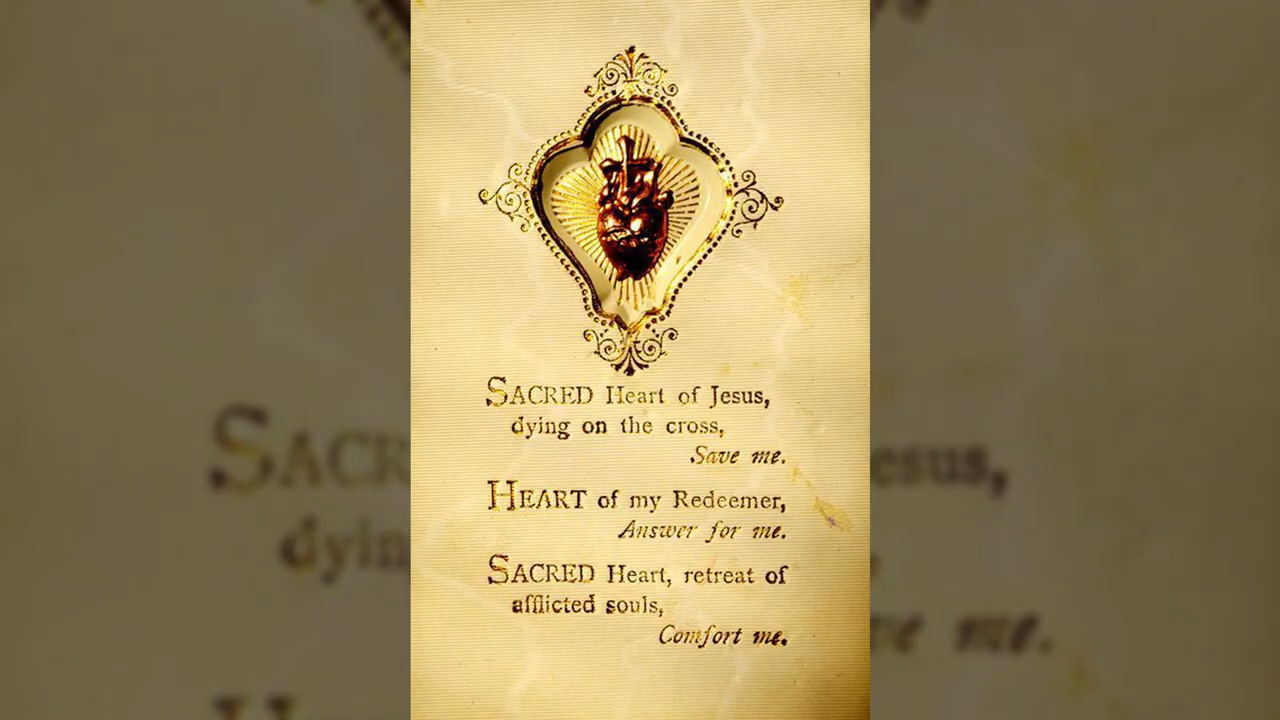 SACRED Heart of Jesus,
dying on the cross,
Save me.
HEART of my Redeemer,
Answer for me.
SACRED Heart, retreat of
afflicted souls,
Comfort me.